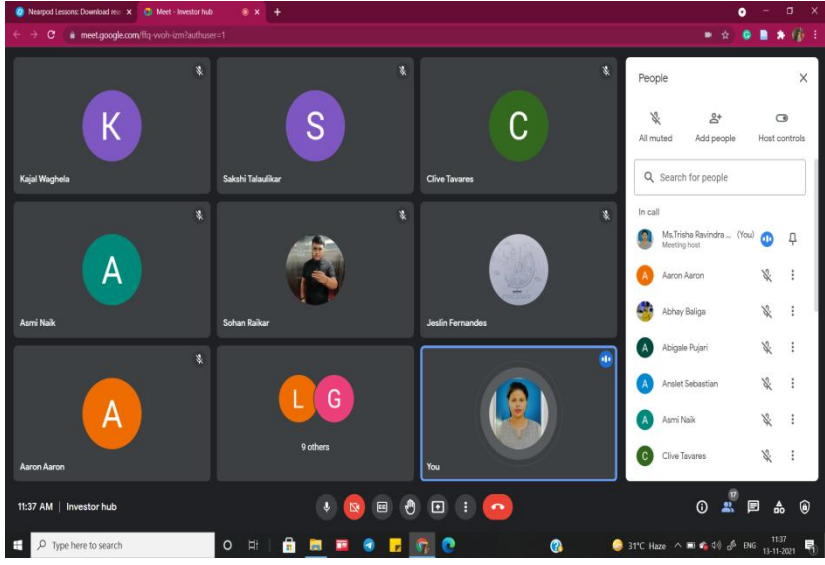 Nearpod Lessons: Download rea
Meet - Investor hub
meet.google.com/ffq-vvoh-izm?authuser=1
K
Kajal Waghela
S
Sakshi Talaulikar
C
Clive Tavares
A
Asmi Naik
Sohan Raikar
Jeslin Fernandes
A
Aaron Aaron
L G
9 others
You
People
All muted
Add people
Host controls
Search for people
In call
Ms.Trisha Ravindra ... (You)
Meeting host
A Aaron Aaron
Abhay Baliga
A Abigale Pujari
A Anslet Sebastian
A Asmi Naik
C Clive Tavares
11:37 AM | Investor hub
17
Type here to search
31°C Haze
ENG
11:37
13-11-2021